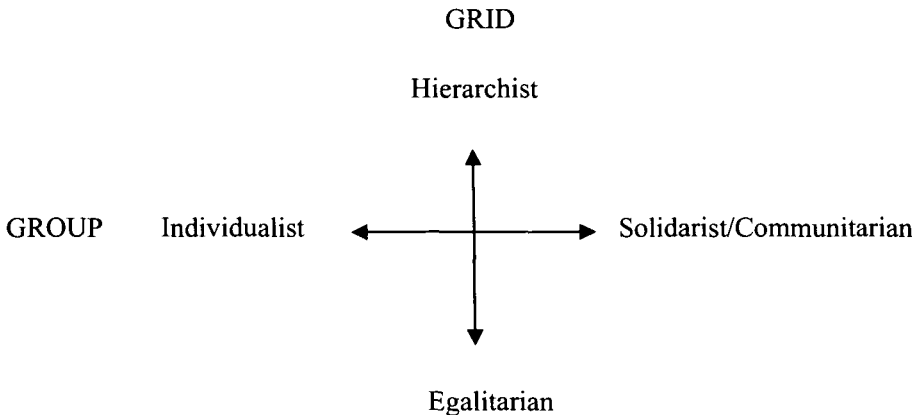 GRID
Hierarchist
GROUP Individualist Solidarist/Communitarian
Egalitarian